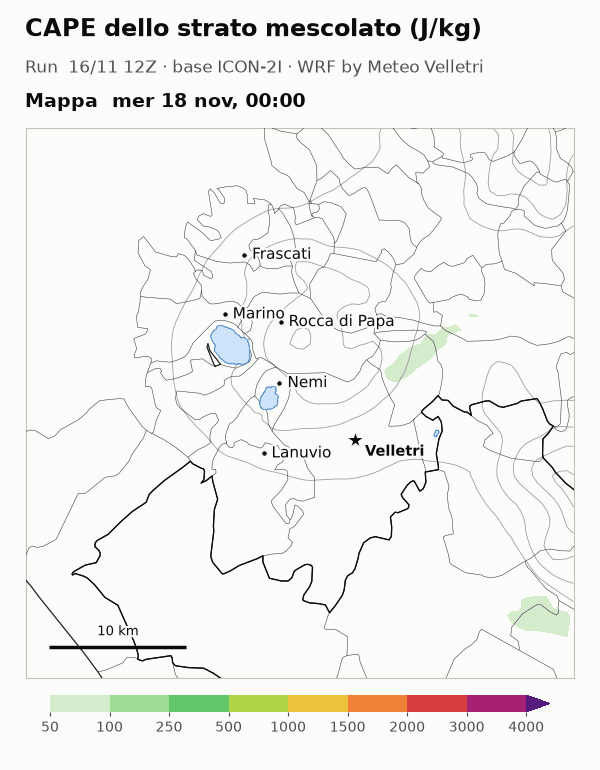 CAPE dello strato mescolato (J/kg)
Run  16/11 12Z · base ICON-2I · WRF by Meteo Velletri
Mappa  mer 18 nov, 00:00
Frascati
Marino
Rocca di Papa
Nemi
Velletri
Lanuvio
10 km
50 100 250 500 1000 1500 2000 3000 4000